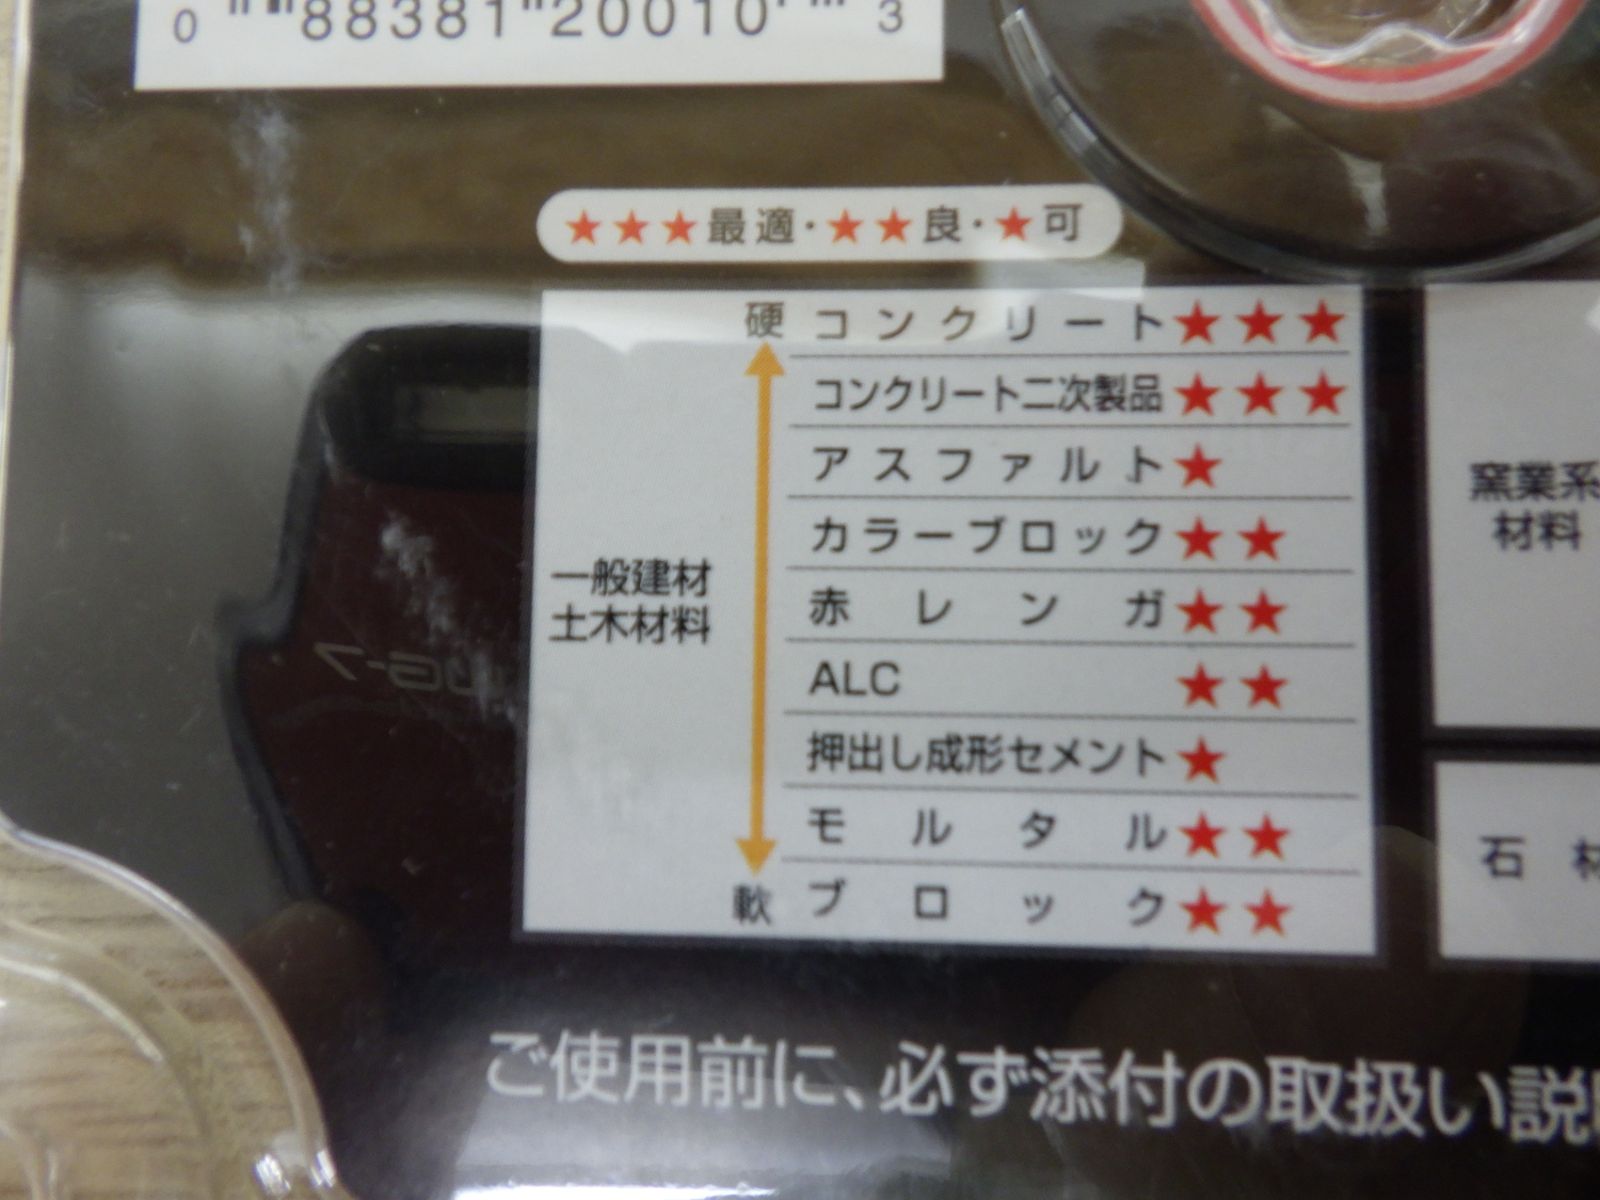 0 88381 20010 3
★★★最適・★★良・★可
硬 コンクリート★★★
コンクリート二次製品★★★
アスファルト★
カラーブロック★★
赤レンガ★★
ALC ★★
押出し成形セメント★
モルタル★★
軟 ブロック★★
一般建材
土木材料
窯業系
材料
石材
ご使用前に、必ず添付の取扱い説